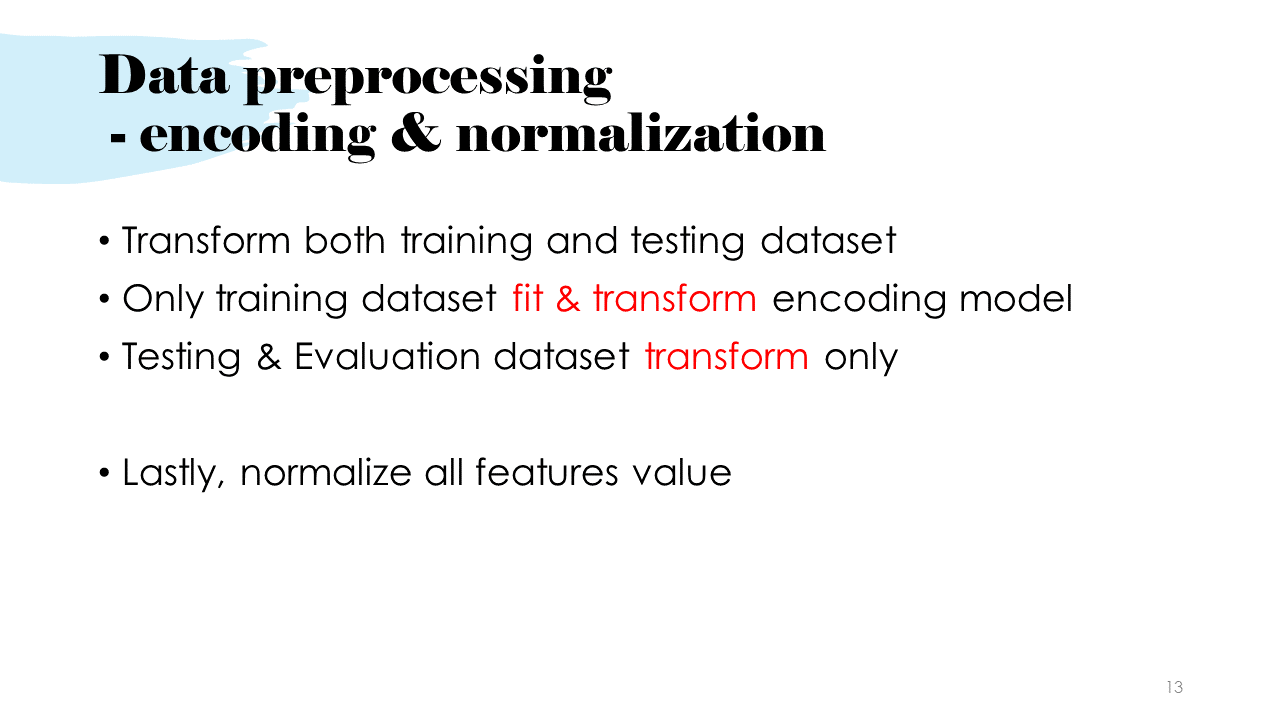 Data preprocessing
- encoding & normalization
• Transform both training and testing dataset
• Only training dataset fit & transform encoding model
• Testing & Evaluation dataset transform only
• Lastly, normalize all features value
13